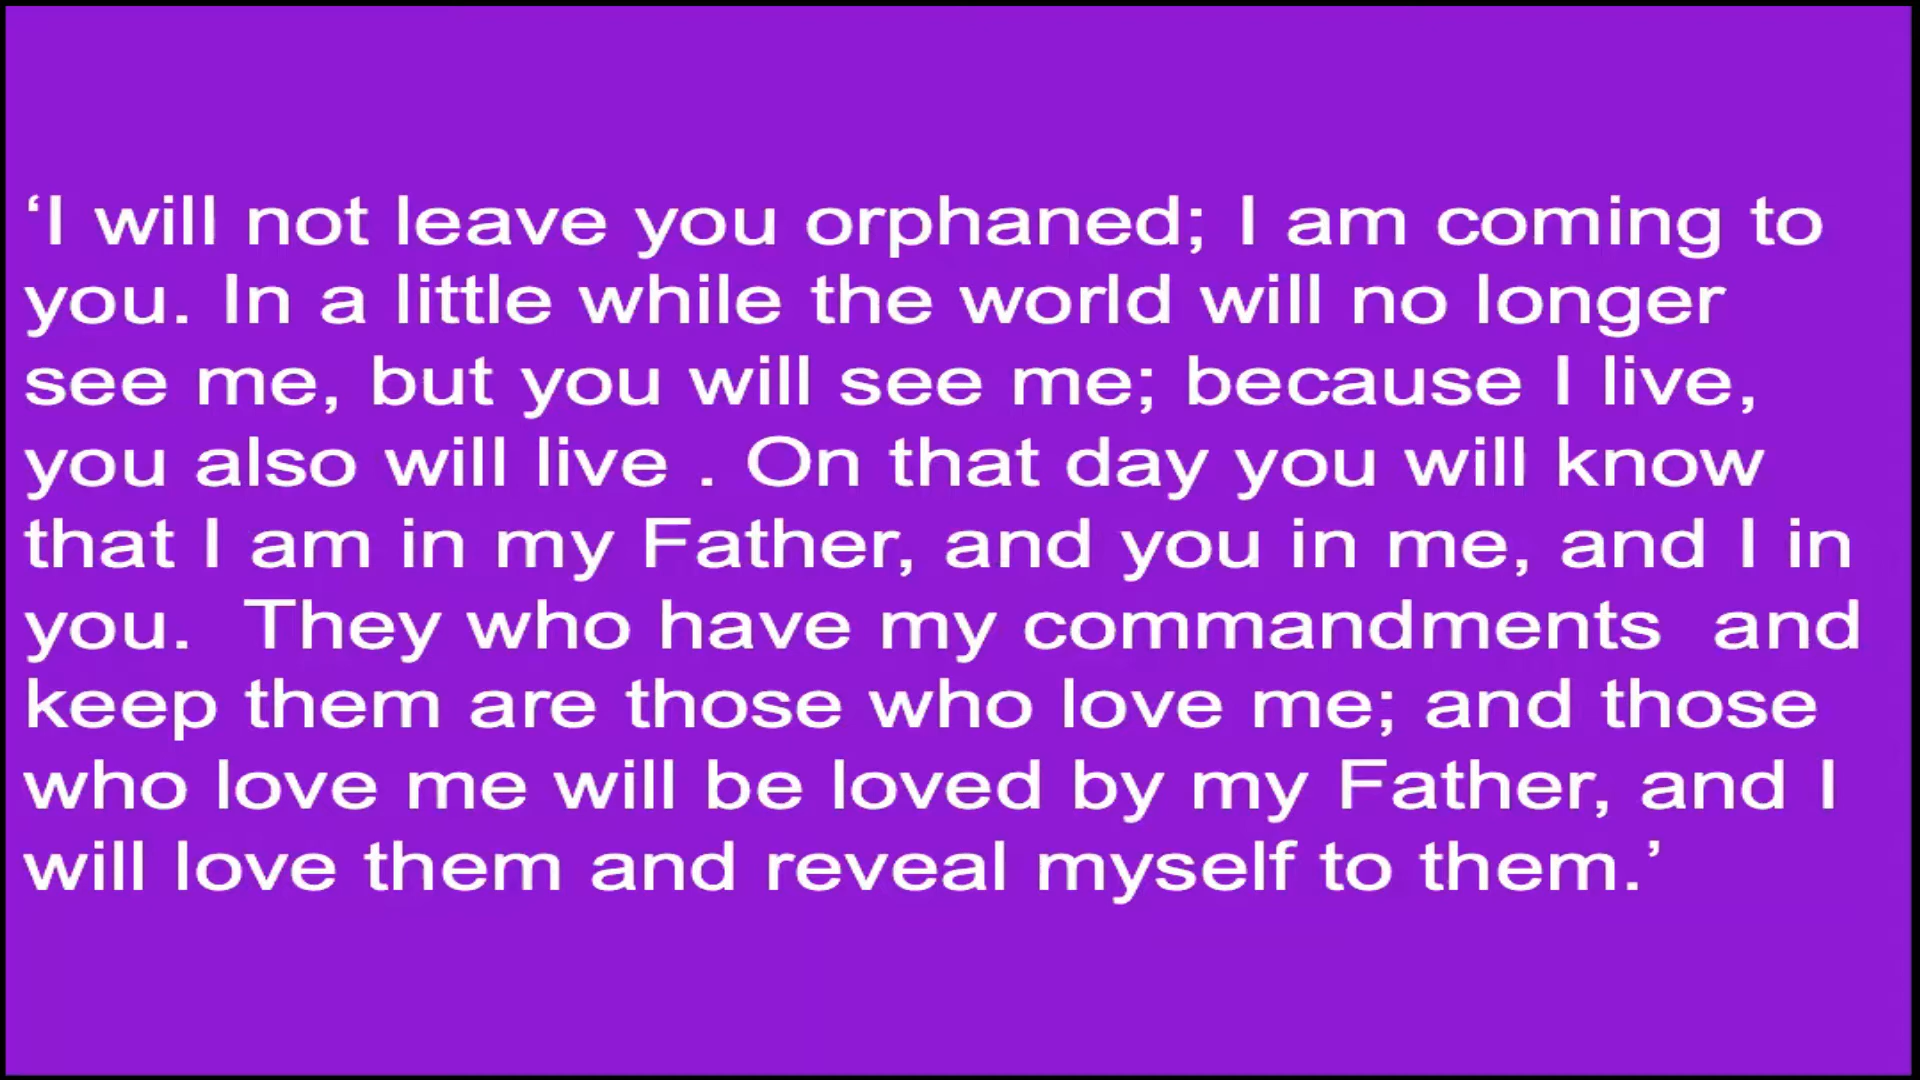 ‘I will not leave you orphaned; I am coming to
you. In a little while the world will no longer
see me, but you will see me; because I live,
you also will live . On that day you will know
that I am in my Father, and you in me, and I in
you.  They who have my commandments  and
keep them are those who love me; and those
who love me will be loved by my Father, and I
will love them and reveal myself to them.’